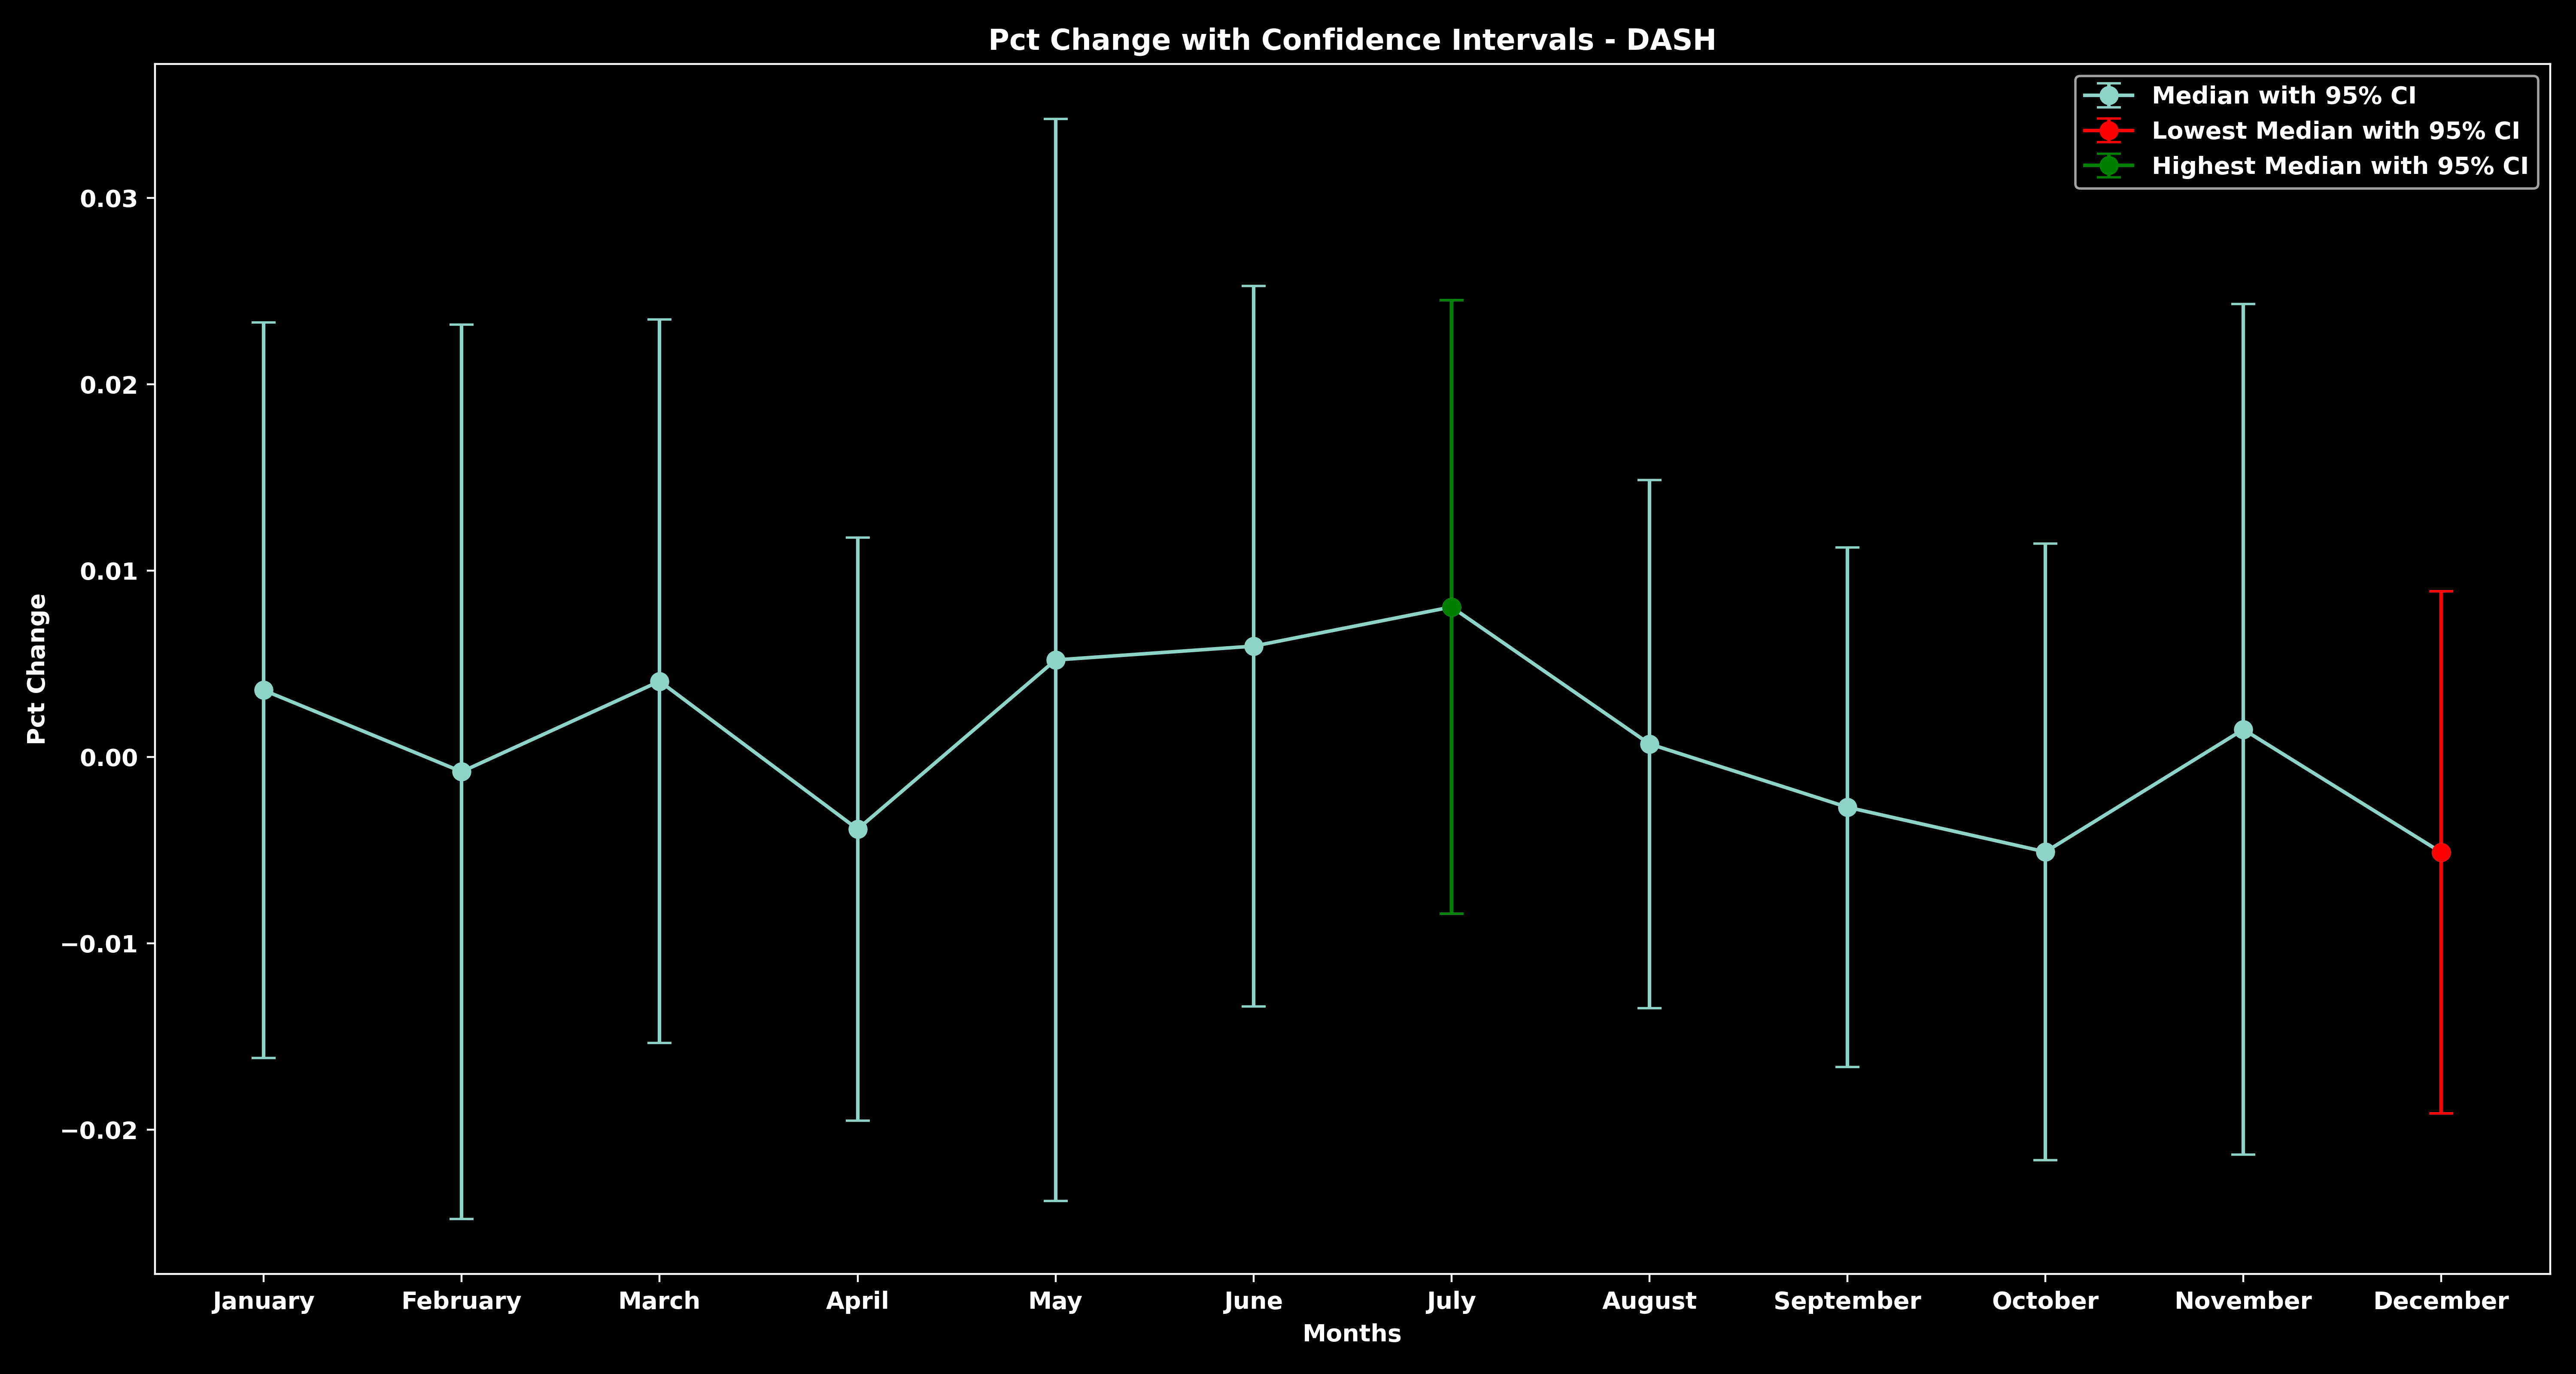 Pct Change with Confidence Intervals - DASH
Median with 95% CI
Lowest Median with 95% CI
Highest Median with 95% CI
Pct Change
0.03
0.02
0.01
0.00
−0.01
−0.02
January February March April May June July August September October November December
Months